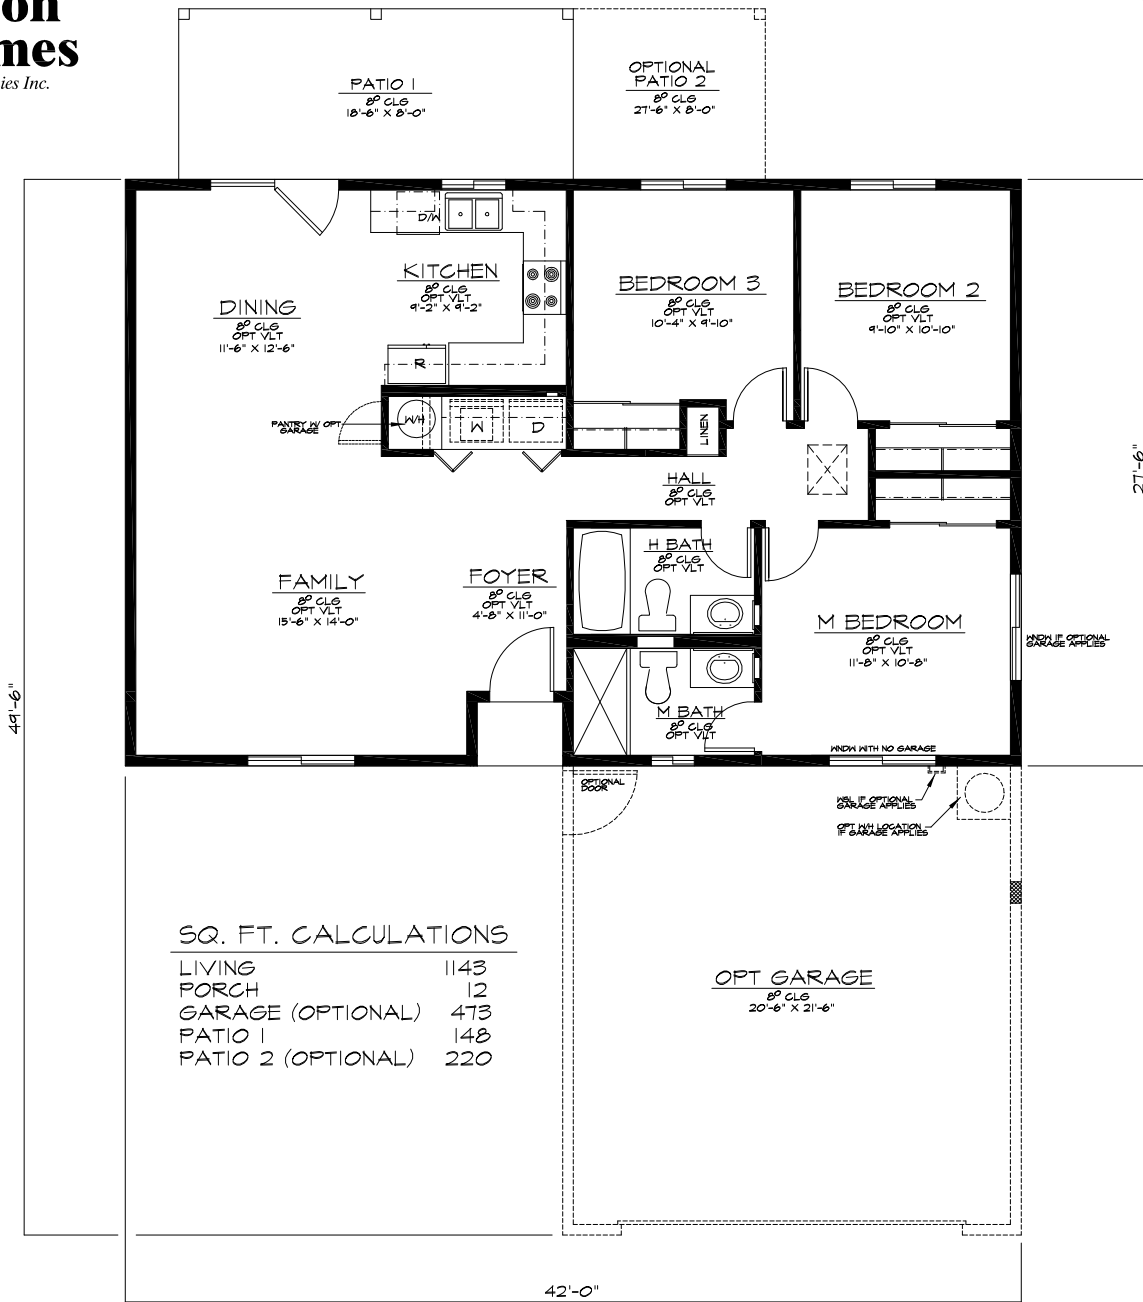 on
mes
ies Inc.
PATIO 1
8⁰ CLG
18'-6" X 8'-0"
OPTIONAL
PATIO 2
8⁰ CLG
27'-6" X 8'-0"
D/W
KITCHEN
8⁰ CLG
OPT VLT
9'-2" X 9'-2"
DINING
8⁰ CLG
OPT VLT
11'-6" X 12'-6"
BEDROOM 3
8⁰ CLG
OPT VLT
10'-4" X 9'-10"
BEDROOM 2
8⁰ CLG
OPT VLT
9'-10" X 10'-10"
R
PANTRY W/ OPT
GARAGE
W/H
W
D
LINEN
HALL
8⁰ CLG
OPT VLT
27'-6"
H BATH
8⁰ CLG
OPT VLT
FAMILY
8⁰ CLG
OPT VLT
15'-6" X 14'-0"
FOYER
8⁰ CLG
OPT VLT
4'-8" X 11'-0"
M BEDROOM
8⁰ CLG
OPT VLT
11'-8" X 10'-8"
WNDW IF OPTIONAL
GARAGE APPLIES
49'-6"
M BATH
8⁰ CLG
OPT VLT
WNDW WITH NO GARAGE
OPTIONAL
DOOR
WSL IF OPTIONAL
GARAGE APPLIES
OPT W/H LOCATION
IF GARAGE APPLIES
SQ. FT. CALCULATIONS
LIVING 1143
PORCH 12
GARAGE (OPTIONAL) 473
PATIO 1 148
PATIO 2 (OPTIONAL) 220
OPT GARAGE
8⁰ CLG
20'-6" X 21'-6"
42'-0"